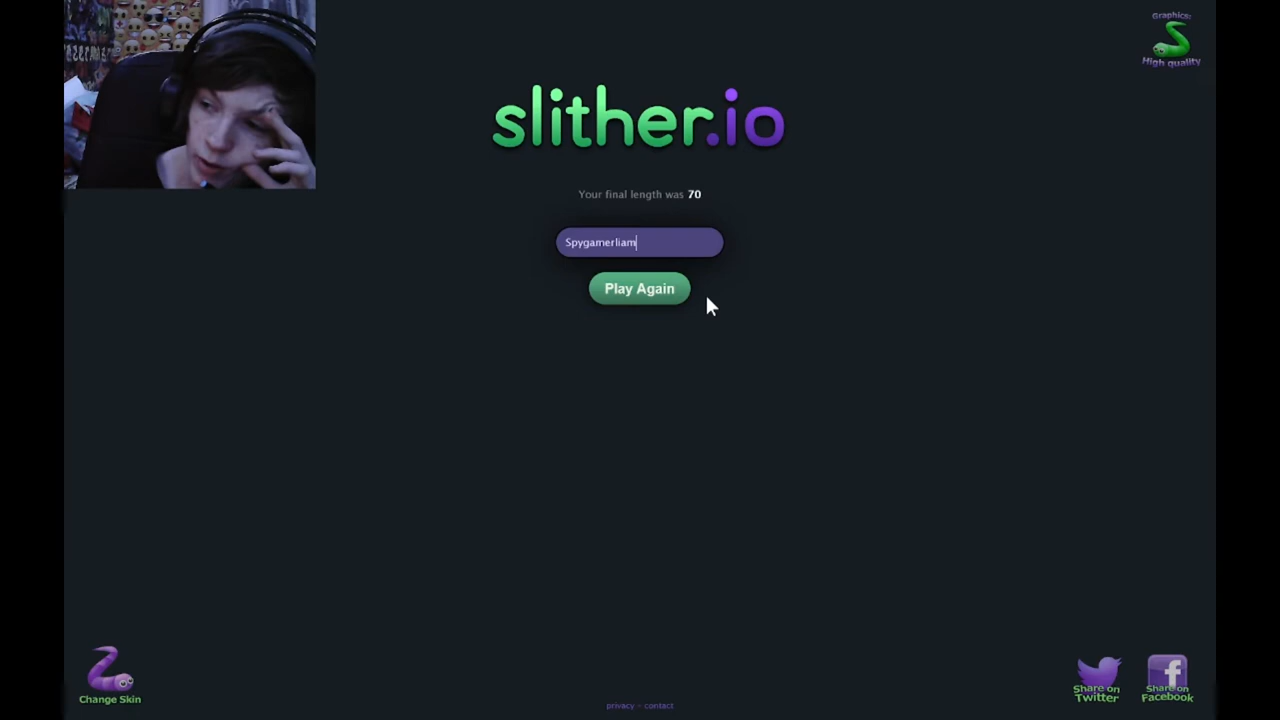 Graphics:
High quality
slither.io
Your final length was 70
Spygamerliam
Play Again
Change Skin
Share on
Twitter
Share on
Facebook
privacy - contact